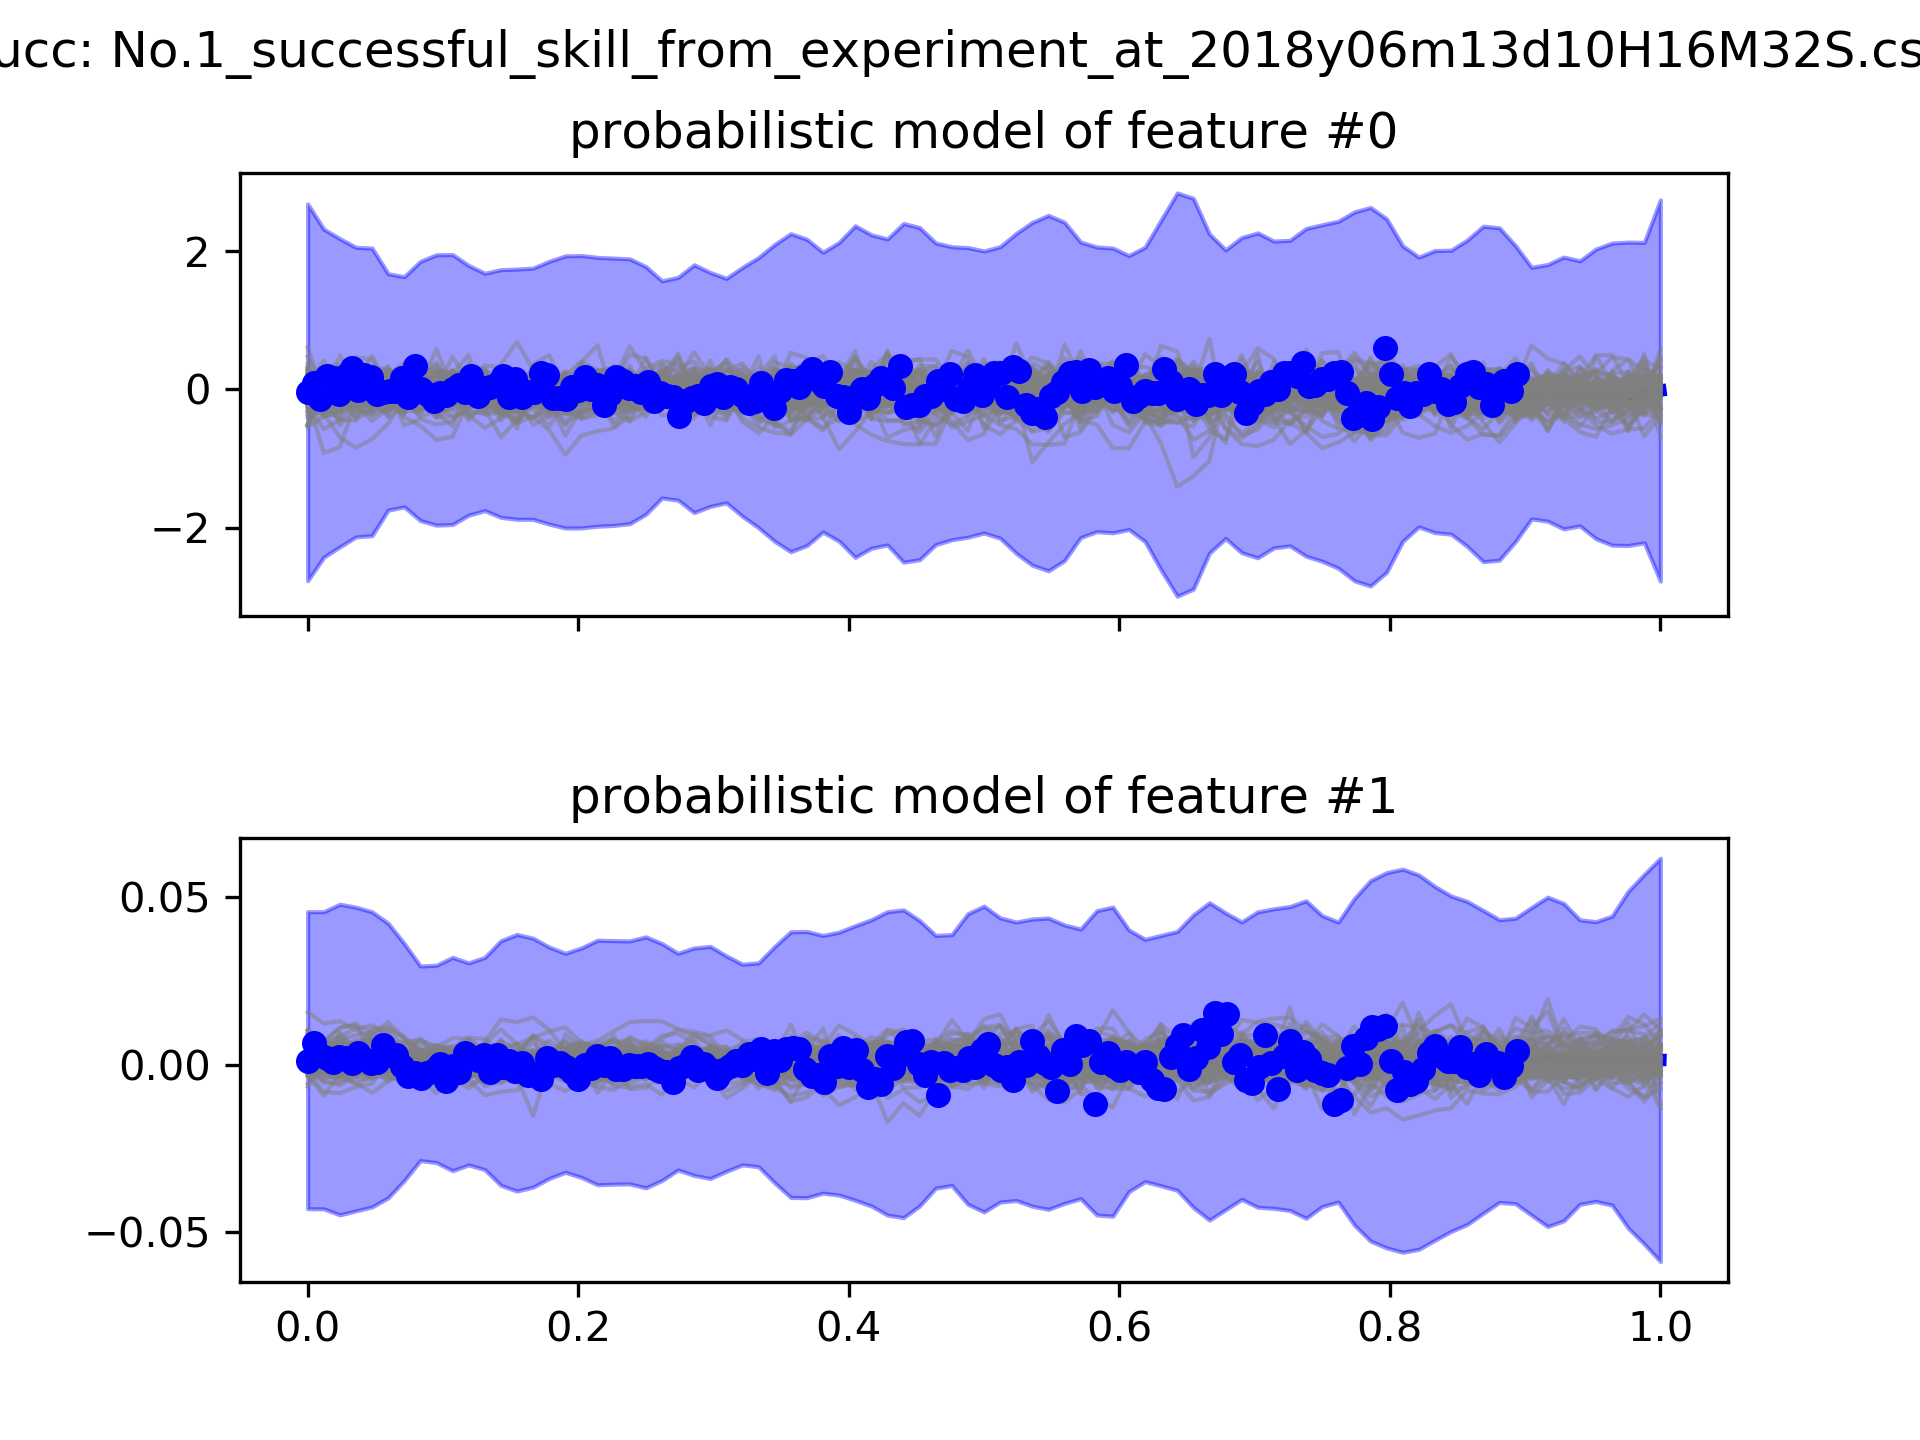 ucc: No.1_successful_skill_from_experiment_at_2018y06m13d10H16M32S.cs
probabilistic model of feature #0
2
0
−2
probabilistic model of feature #1
0.05
0.00
−0.05
0.0 0.2 0.4 0.6 0.8 1.0